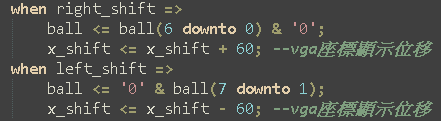 when right_shift =>
ball <= ball(6 downto 0) & '0';
x_shift <= x_shift + 60; --vga座標顯示位移
when left_shift =>
ball <= '0' & ball(7 downto 1);
x_shift <= x_shift - 60; --vga座標顯示位移